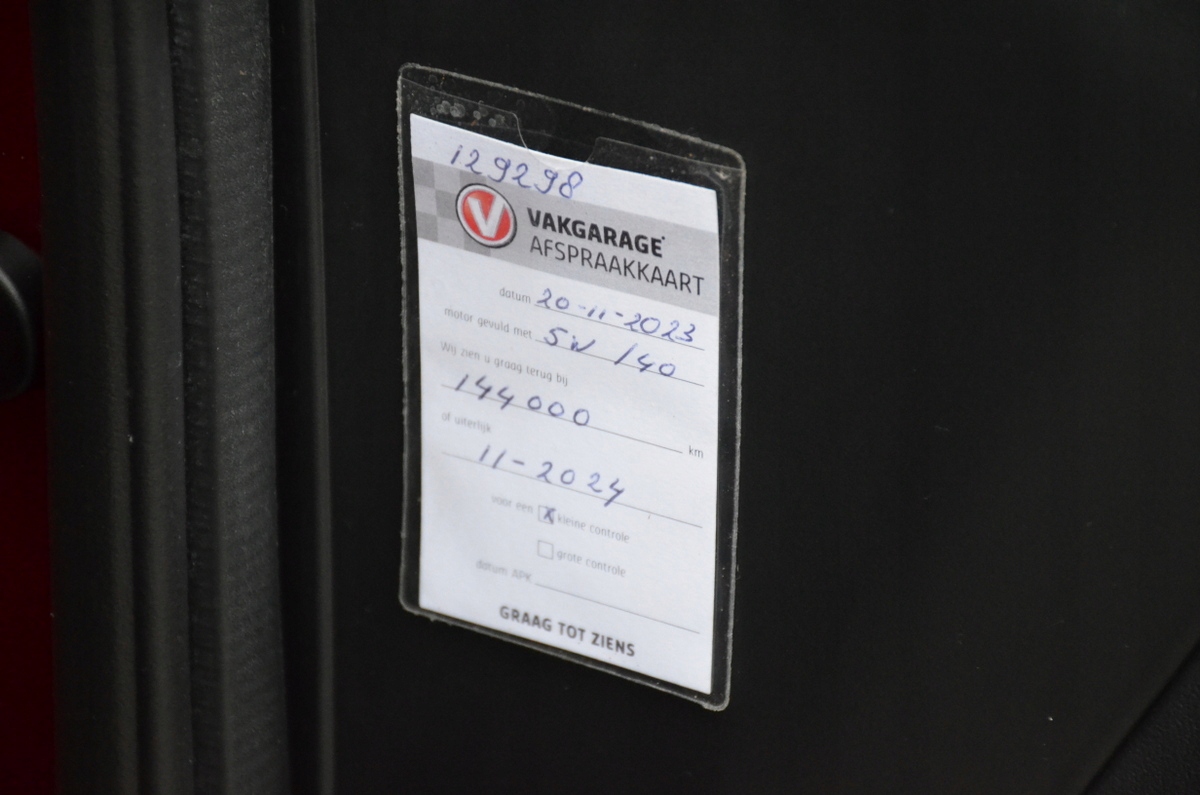 129298
V VAKGARAGE
AFSPRAAKKAART
datum 20-11-2023
motor gevuld met 5W/40
Wij zien u graag terug bij
144000 km
of uiterlijk
11-2024
voor een X kleine controle
grote controle
datum APK
GRAAG TOT ZIENS